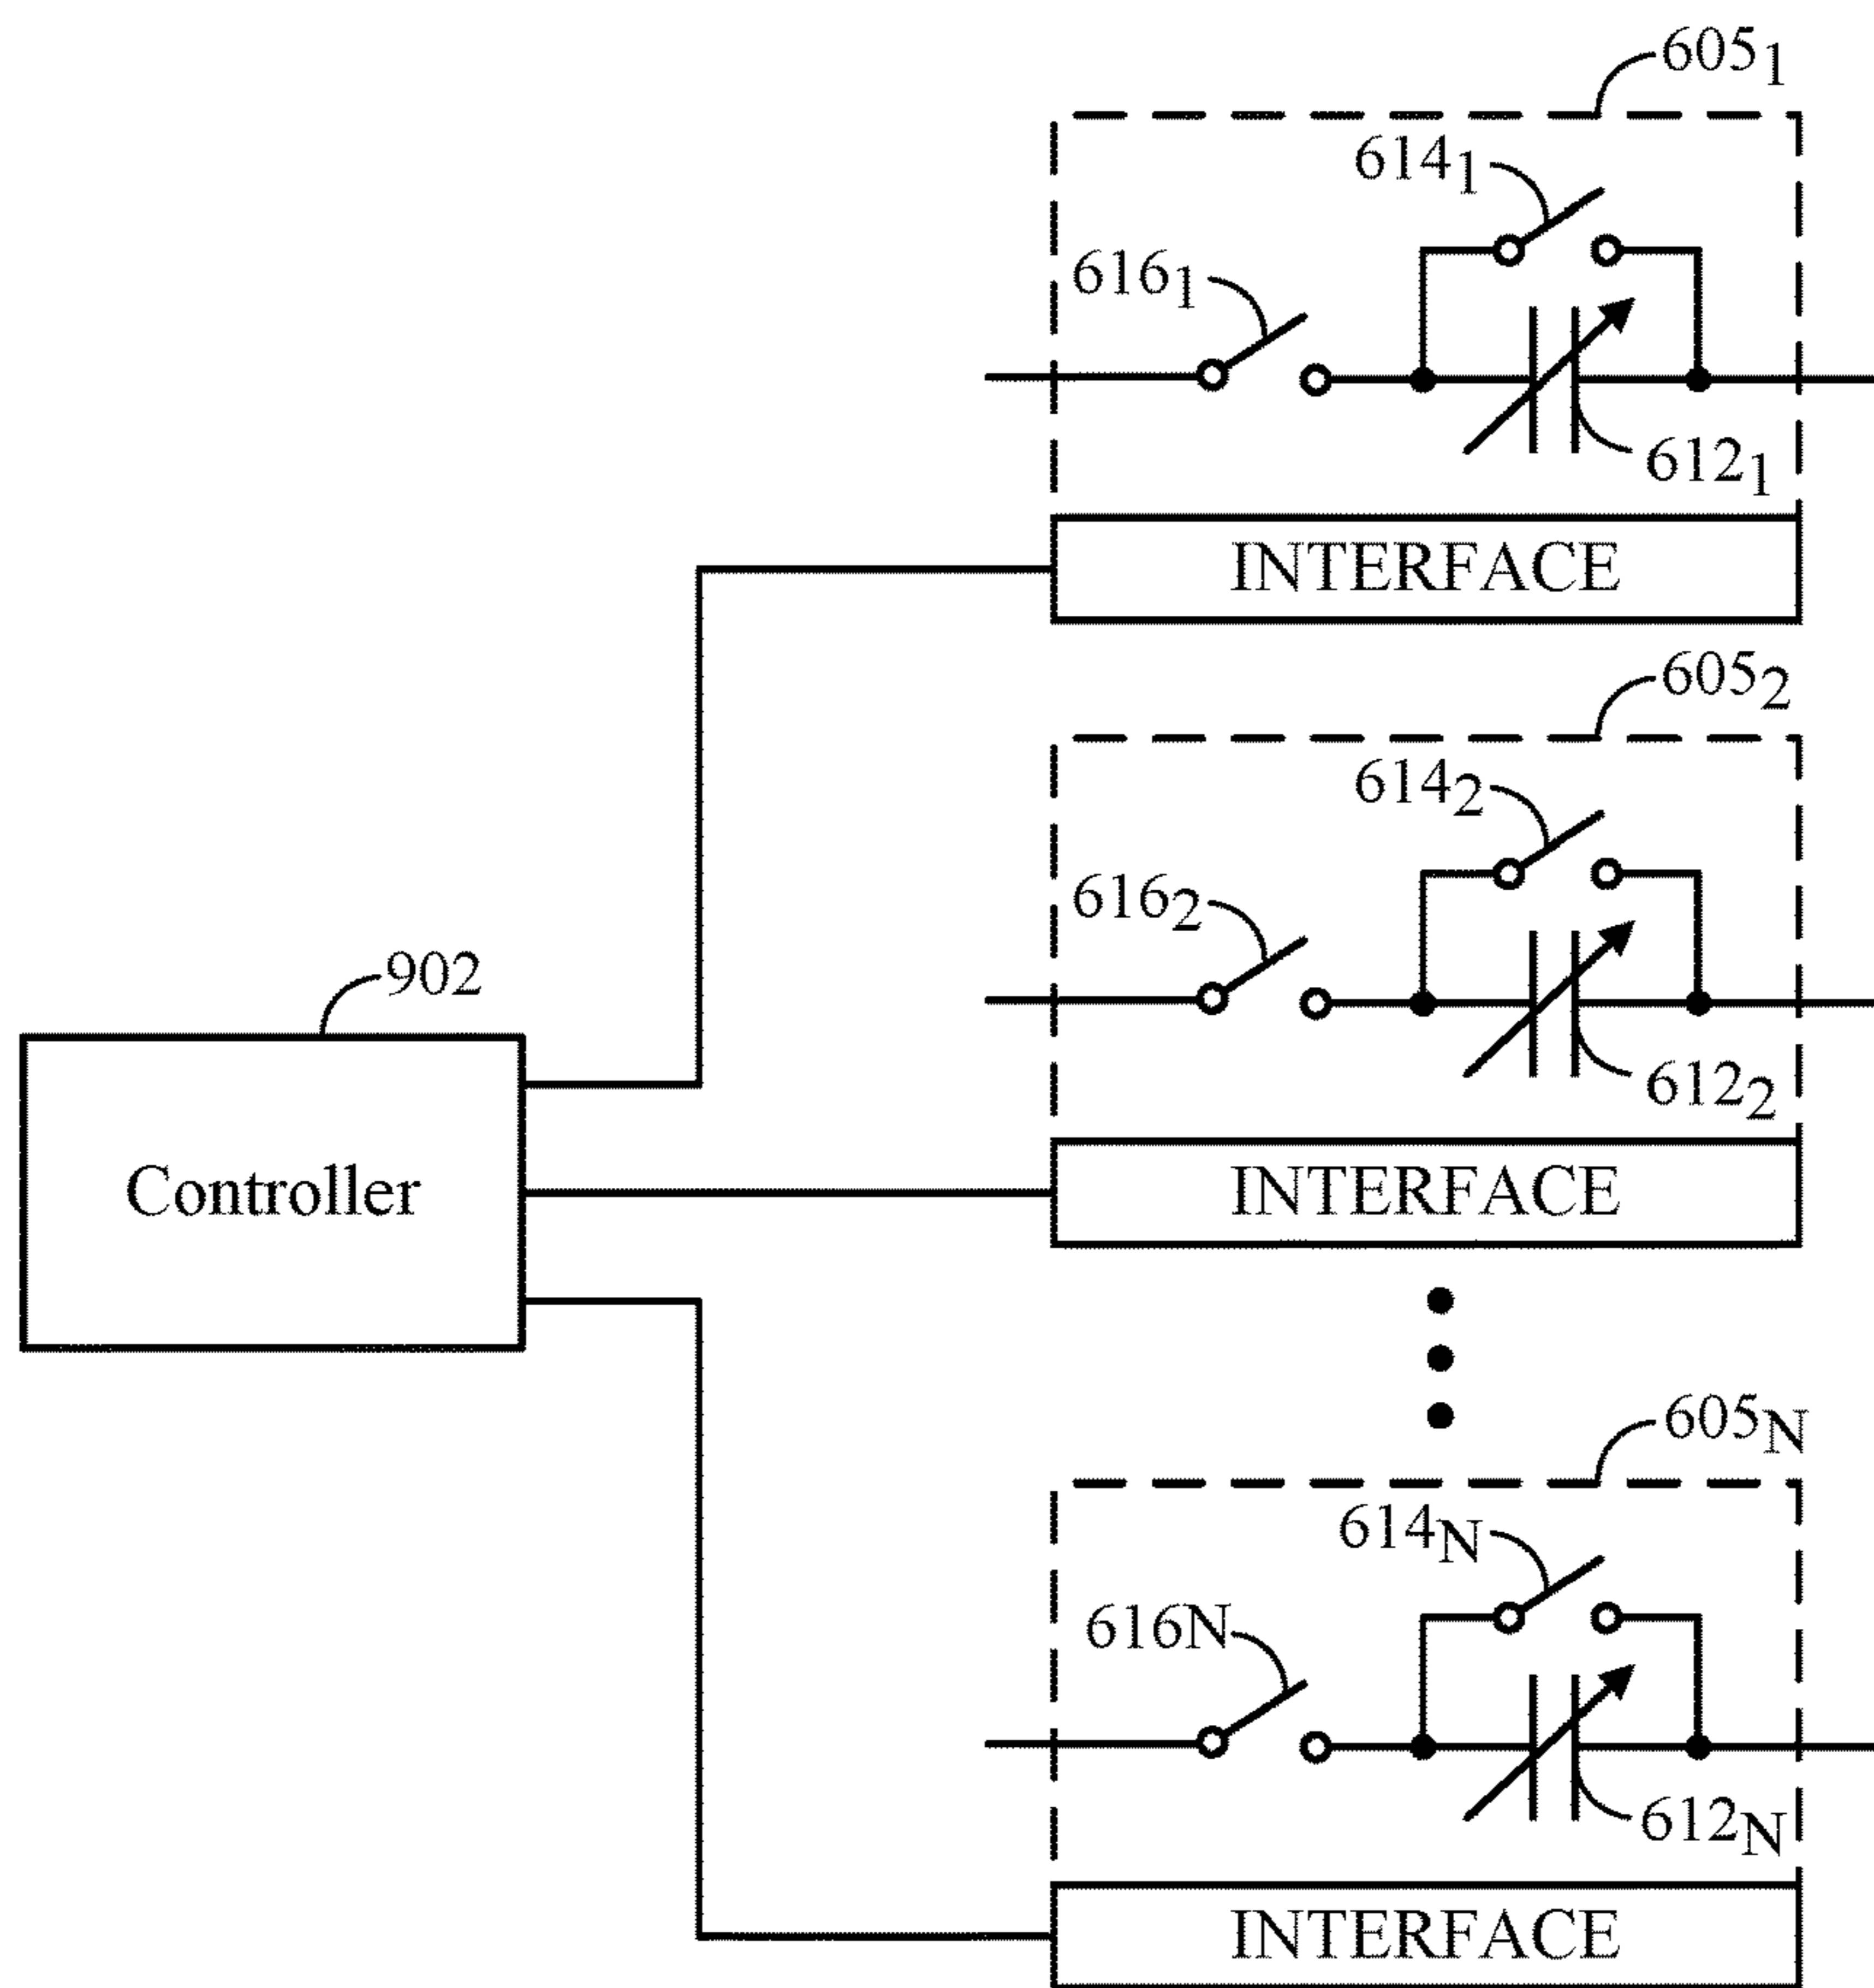 605₁
614₁
616₁
612₁
INTERFACE
605₂
614₂
616₂
902
612₂
Controller
INTERFACE
605N
614N
616N
612N
INTERFACE